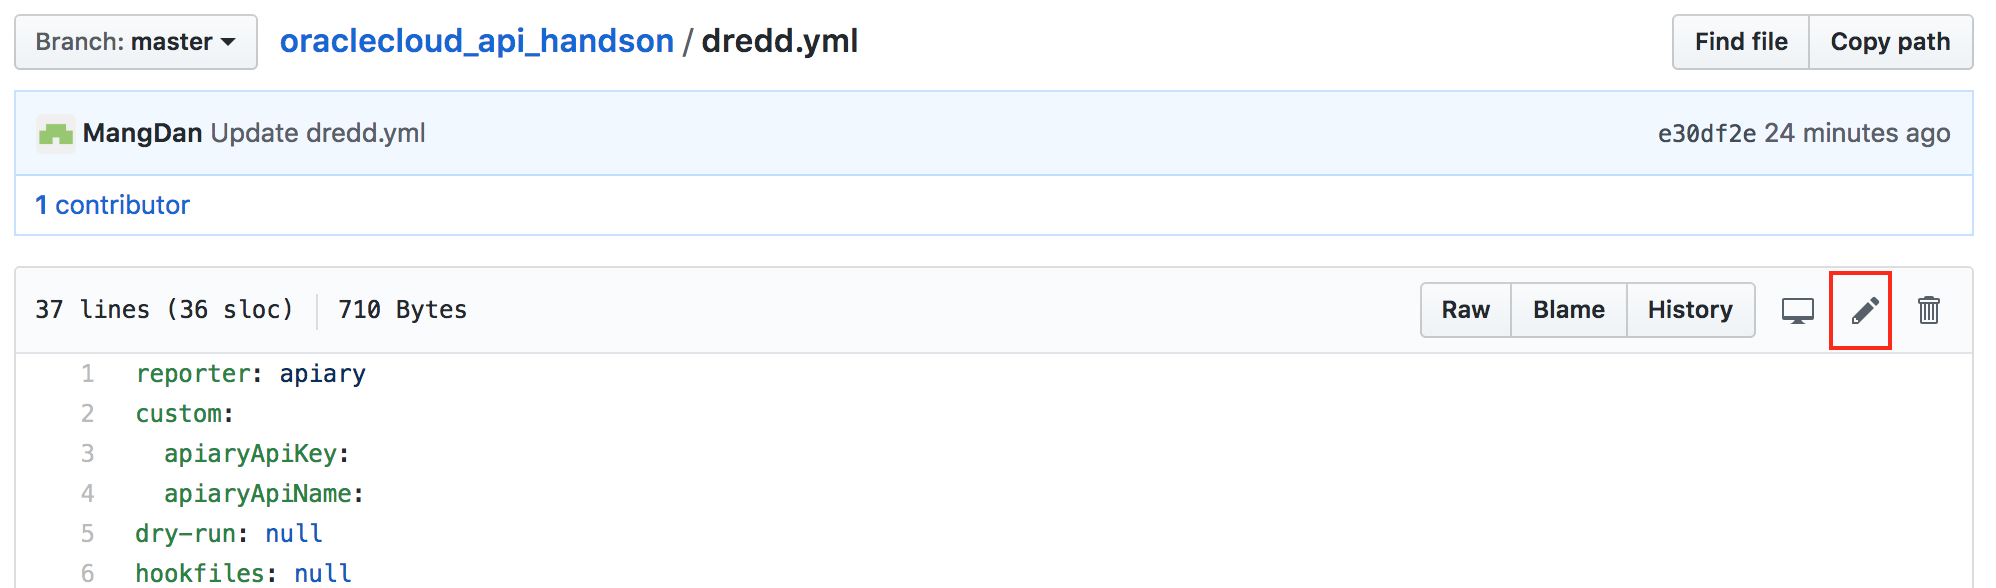 Branch: master oraclecloud_api_handson / dredd.yml Find file Copy path
MangDan Update dredd.yml e30df2e 24 minutes ago
1 contributor
37 lines (36 sloc) 710 Bytes Raw Blame History
1 reporter: apiary
2 custom:
3 apiaryApiKey:
4 apiaryApiName:
5 dry-run: null
6 hookfiles: null